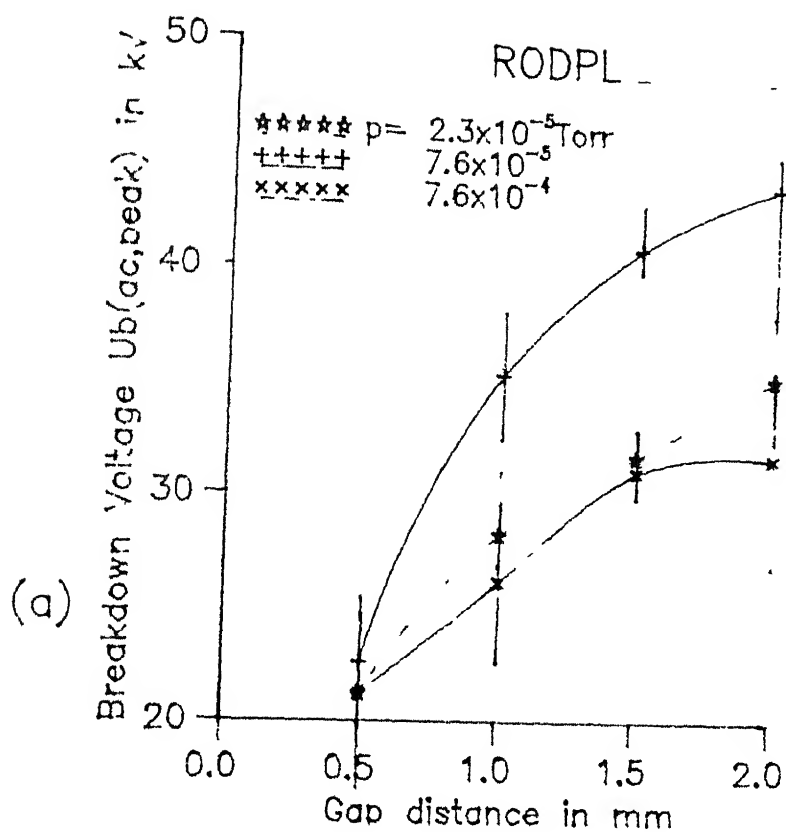 50
RODPL
☆☆☆☆☆ p= 2.3x10⁻⁵Torr
+++++ 7.6x10⁻⁵
××××× 7.6x10⁻⁴
40
30
20
Breakdown Voltage Ub(ac,peak) in kV
(a)
0.0 0.5 1.0 1.5 2.0
Gap distance in mm